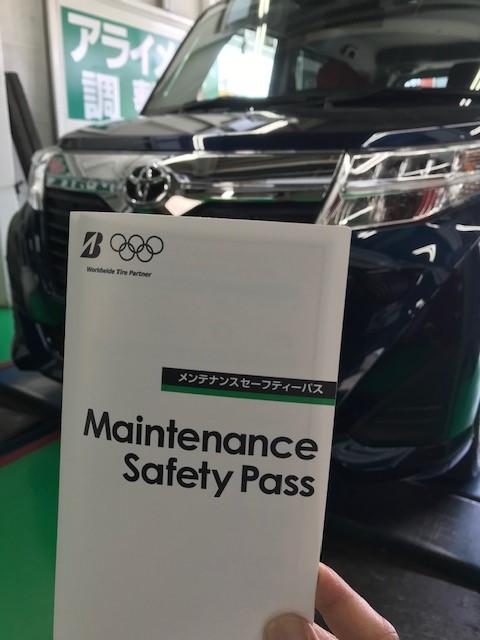 アライメ
調整
B
Worldwide Tire Partner
メンテナンスセーフティーパス
Maintenance
Safety Pass